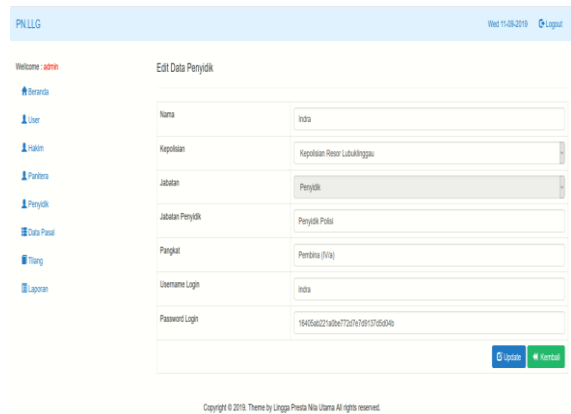 PN.LLG
Wed 11-09-2019 Logout
Wellcome : admin
Beranda
User
Hakim
Panitera
Penyidik
Data Pasal
Tilang
Laporan
Edit Data Penyidik
Nama Indra
Kepolisian Kepolisian Resor Lubuklinggau
Jabatan Penyidik
Jabatan Penyidik Penyidik Polisi
Pangkat Pembina (IV/a)
Username Login indra
Password Login
Update Kembali
Copyright © 2019. Theme by Lingga Presta Nila Utama All rights reserved.